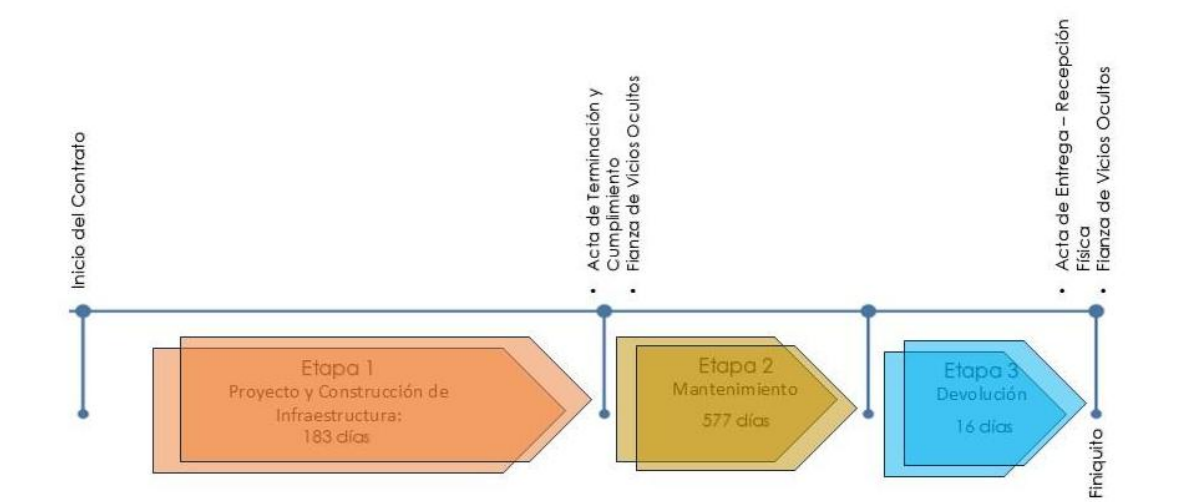 Inicio del Contrato
• Acta de Terminación y
Cumplimiento
• Fianza de Vicios Ocultos
• Acta de Entrega – Recepción
Física
• Fianza de Vicios Ocultos
Etapa 1
Proyecto y Construcción de
Infraestructura:
183 días
Etapa 2
Mantenimiento
577 días
Etapa 3
Devolución
16 días
Finiquito